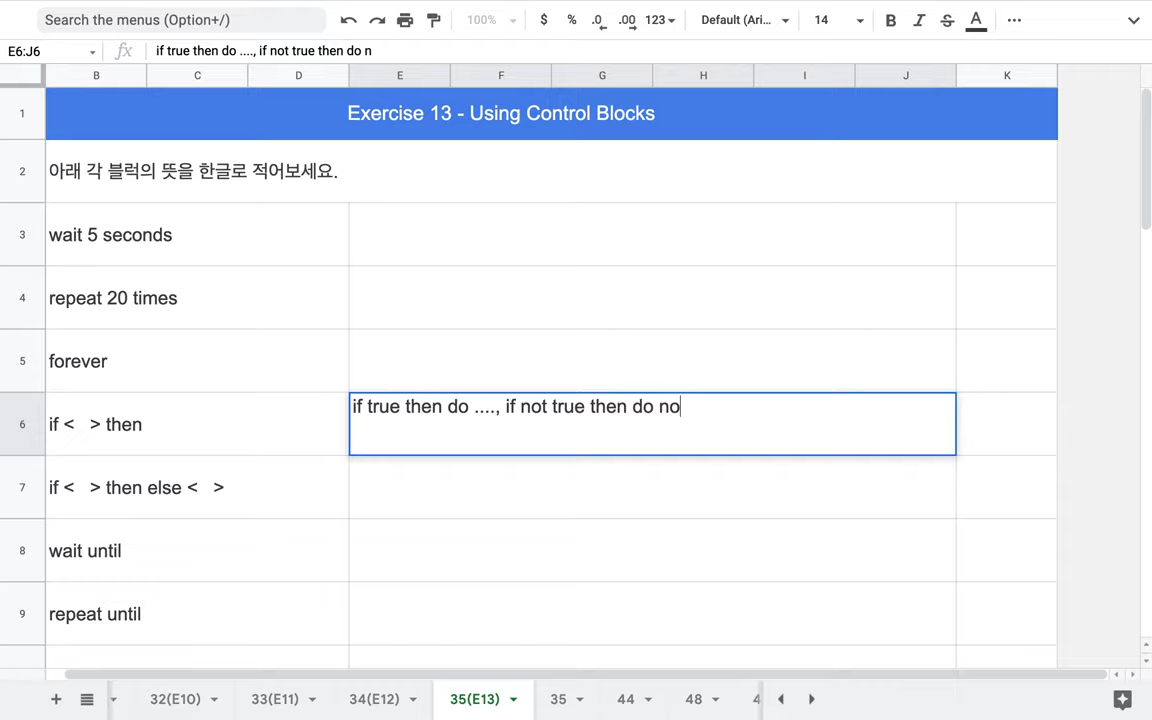 Search the menus (Option+/)
100%
$ % .0 .00 123
Default (Ari...
14
B I S A
E6:J6
fx
if true then do ...., if not true then do n
B C D E F G H I J K
1 Exercise 13 - Using Control Blocks
2 아래 각 블럭의 뜻을 한글로 적어보세요.
3 wait 5 seconds
4 repeat 20 times
5 forever
6 if < > then
if true then do ...., if not true then do no
7 if < > then else < >
8 wait until
9 repeat until
32(E10) 33(E11) 34(E12) 35(E13) 35 44 48 4